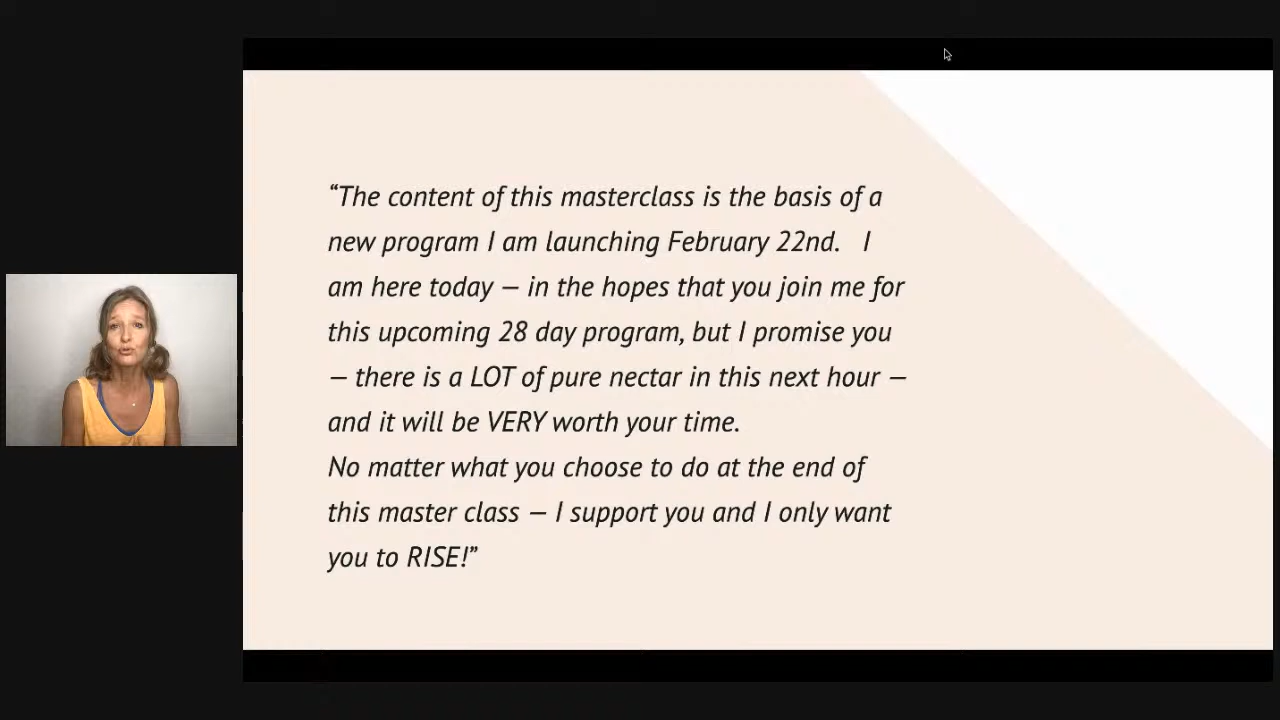 “The content of this masterclass is the basis of a
new program I am launching February 22nd.   I
am here today — in the hopes that you join me for
this upcoming 28 day program, but I promise you
— there is a LOT of pure nectar in this next hour —
and it will be VERY worth your time.
No matter what you choose to do at the end of
this master class — I support you and I only want
you to RISE!”